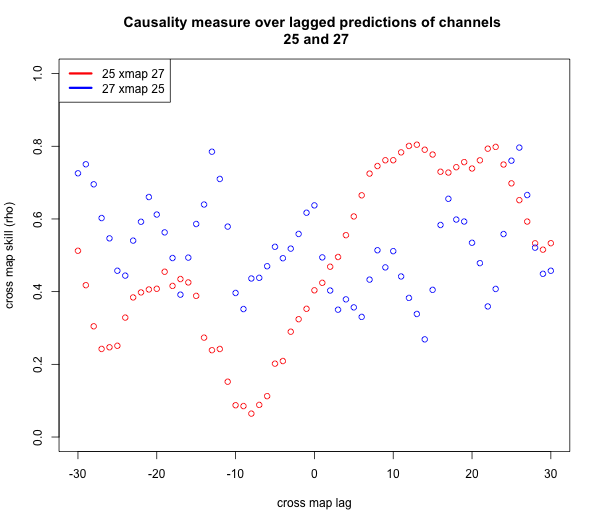 Causality measure over lagged predictions of channels
25 and 27
25 xmap 27
27 xmap 25
cross map skill (rho)
1.0
0.8
0.6
0.4
0.2
0.0
-30 -20 -10 0 10 20 30
cross map lag